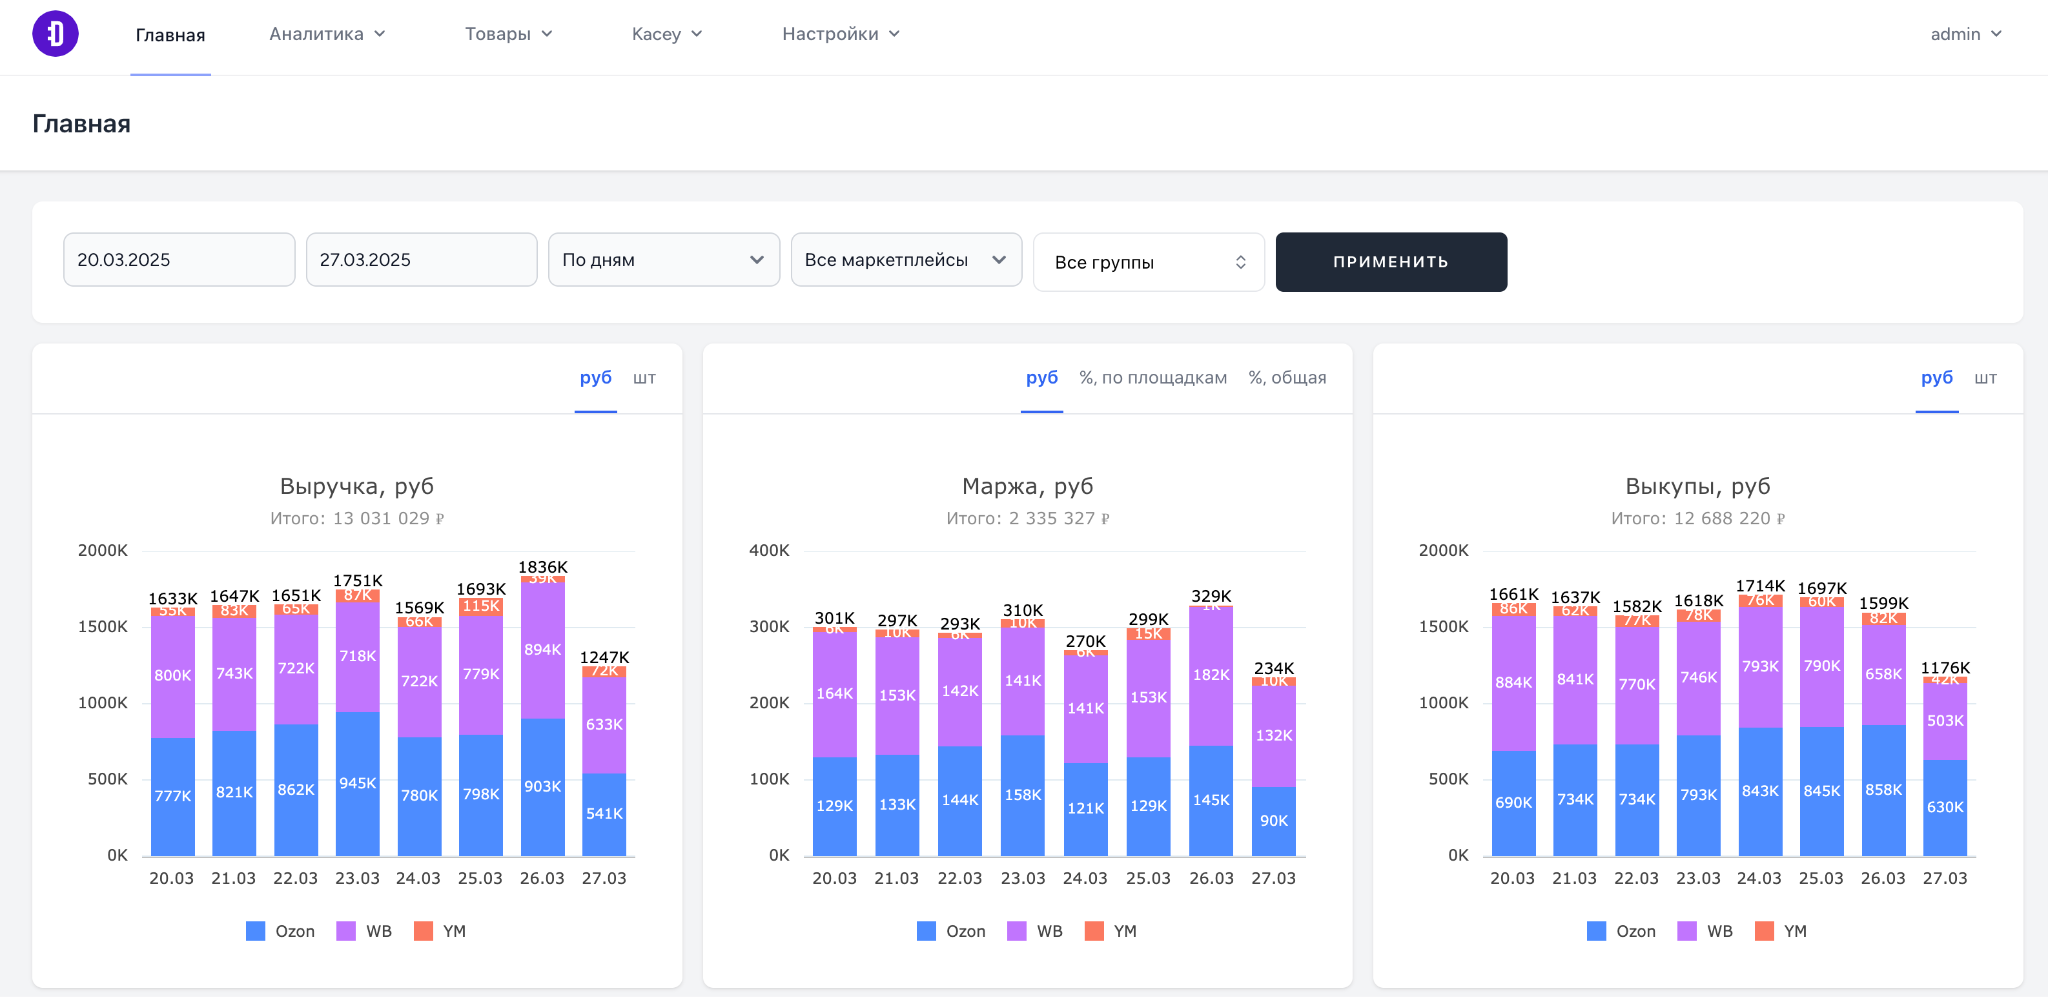 Главная Аналитика Товары Kacey Настройки admin
Главная
20.03.2025 27.03.2025 По дням Все маркетплейсы Все группы ПРИМЕНИТЬ
руб шт
Выручка, руб
Итого: 13 031 029 ₽
2000K
1500K
1000K
500K
0K
1633K 1647K 1651K 1751K 1569K 1693K 1836K 1247K
55K 83K 65K 87K 66K 115K 39K 72K
800K 743K 722K 718K 722K 779K 894K 633K
777K 821K 862K 945K 780K 798K 903K 541K
20.03 21.03 22.03 23.03 24.03 25.03 26.03 27.03
Ozon WB YM
руб %, по площадкам %, общая
Маржа, руб
Итого: 2 335 327 ₽
400K
300K
200K
100K
0K
301K 297K 293K 310K 270K 299K 329K 234K
6K 10K 6K 10K 6K 15K 1K 10K
164K 153K 142K 141K 141K 153K 182K 132K
129K 133K 144K 158K 121K 129K 145K 90K
20.03 21.03 22.03 23.03 24.03 25.03 26.03 27.03
Ozon WB YM
руб шт
Выкупы, руб
Итого: 12 688 220 ₽
2000K
1500K
1000K
500K
0K
1661K 1637K 1582K 1618K 1714K 1697K 1599K 1176K
86K 62K 77K 78K 76K 60K 82K 42K
884K 841K 770K 746K 793K 790K 658K 503K
690K 734K 734K 793K 843K 845K 858K 630K
20.03 21.03 22.03 23.03 24.03 25.03 26.03 27.03
Ozon WB YM